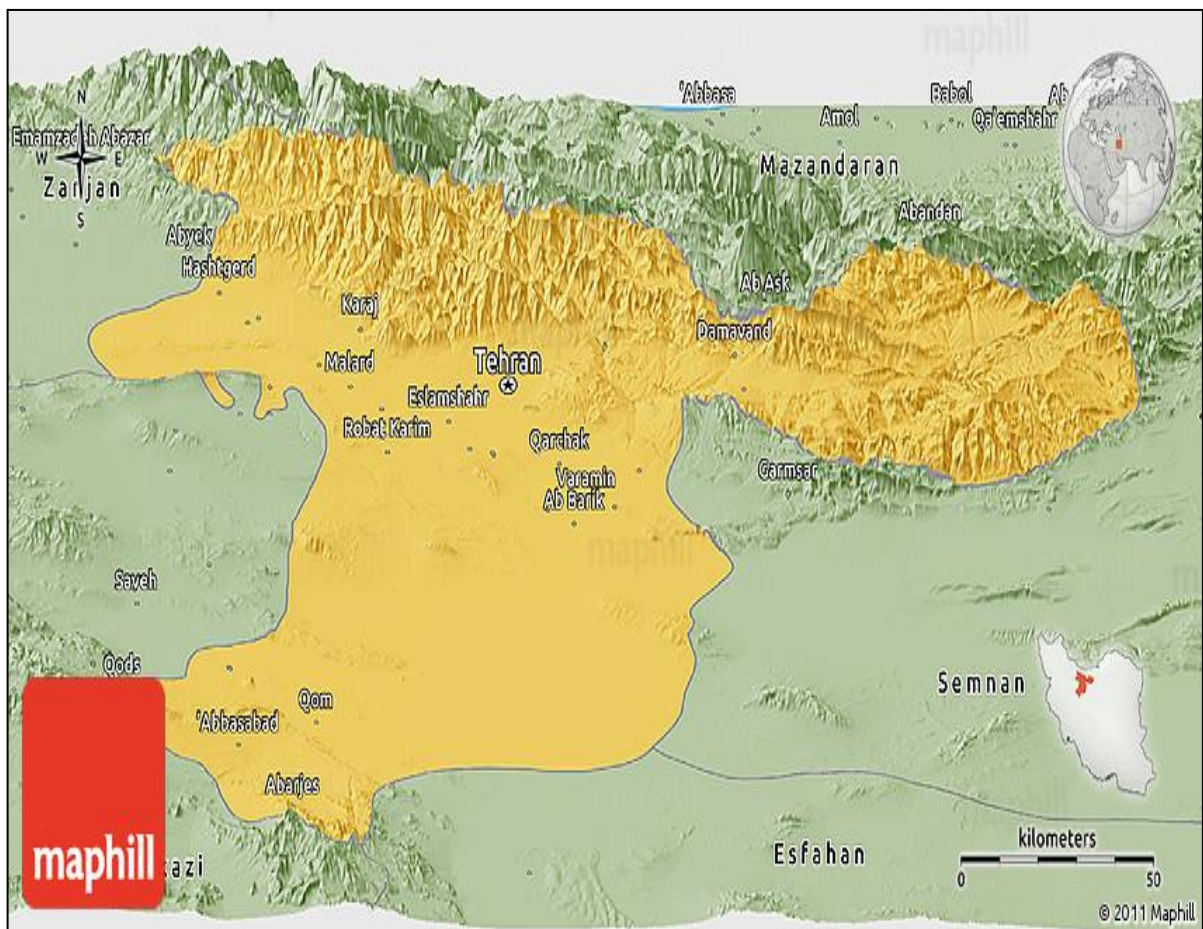 maphill
N
'Abbasa
Babol
Ab
Amol
Qa'emshahr
Emamzadeh Abazar
W
E
Mazandaran
Zanjan
S
Abandan
Abyek
Hashtgerd
Ab Ask
Karaj
Damavand
Malard
Tehran
Eslamshahr
Robat Karim
Qarchak
Garmsar
Varamin
Ab Barik
maphill
Saveh
Qods
Semnan
Qom
'Abbasabad
Abarjes
kilometers
maphill
kazi
Esfahan
0
50
© 2011 Maphill